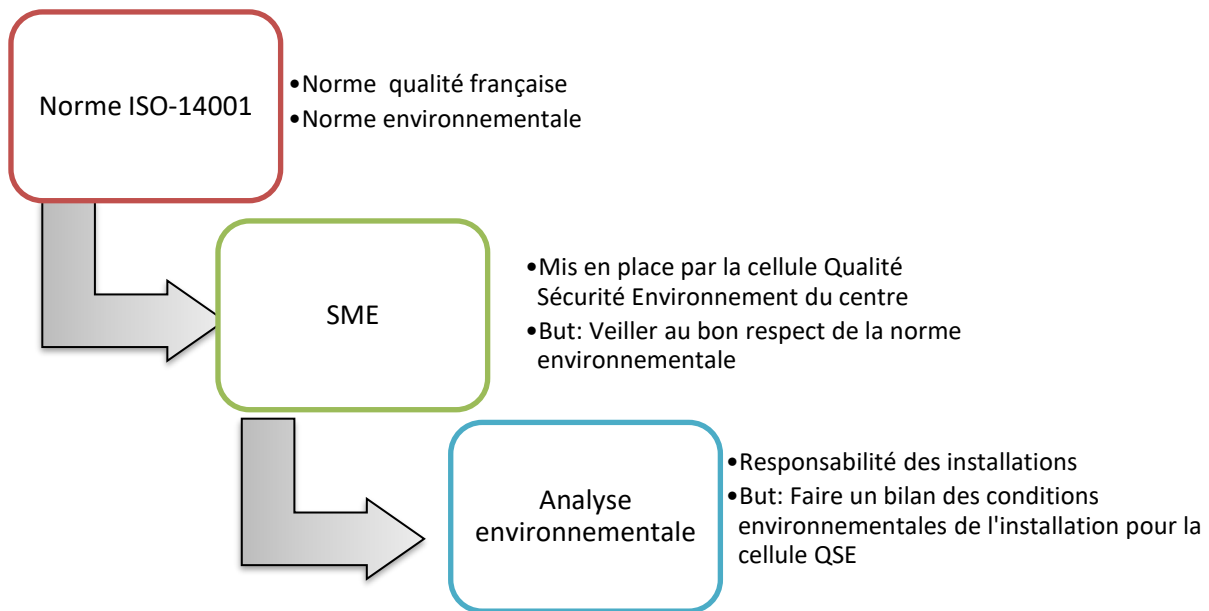 Norme ISO-14001
•Norme qualité française
•Norme environnementale
SME
•Mis en place par la cellule Qualité
Sécurité Environnement du centre
•But: Veiller au bon respect de la norme
environnementale
Analyse
environnementale
•Responsabilité des installations
•But: Faire un bilan des conditions
environnementales de l'installation pour la
cellule QSE